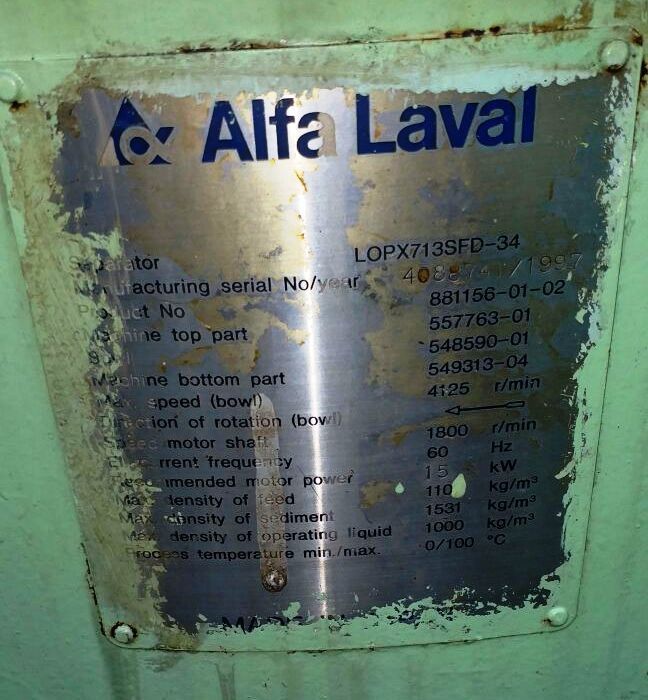 Alfa Laval
Separator LOPX713SFD-34
Manufacturing serial No/year /1997
Product No 881156-01-02
Machine top part 557763-01
548590-01
Machine bottom part 549313-04
Max. speed (bowl) 4125 r/min
Direction of rotation (bowl)
Speed motor shaft 1800 r/min
frequency 60 Hz
Recommended motor power 15 kW
Max. density of feed kg/m³
Max. density of sediment 1531 kg/m³
Max. density of operating liquid 1000 kg/m³
Process temperature min./max. 0/100 °C